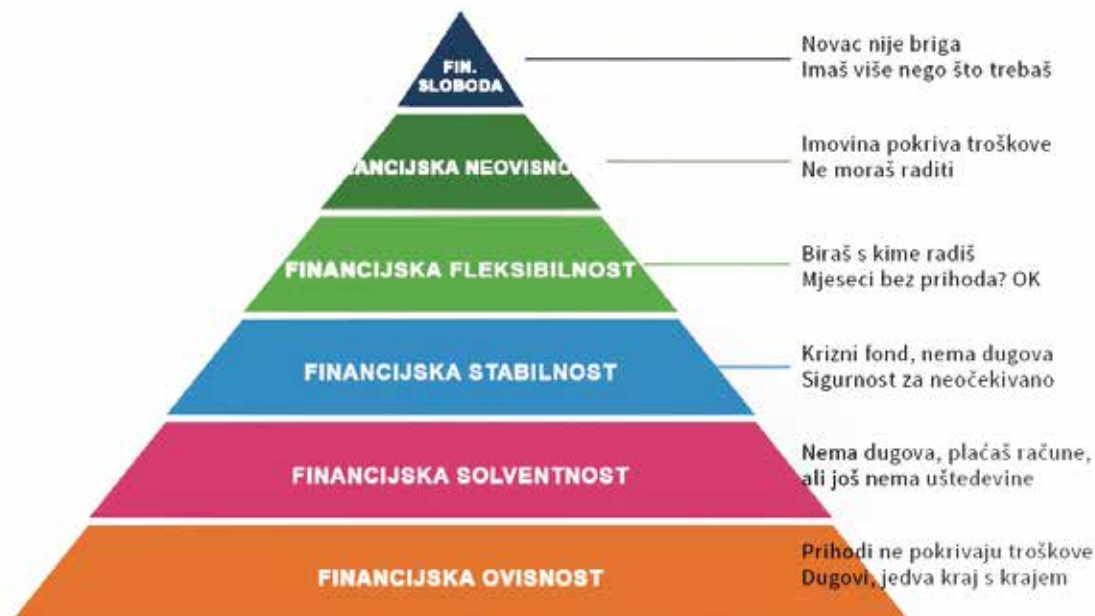 FIN.
SLOBODA
Novac nije briga
Imaš više nego što trebaš
ANCIJSKA NEOVISNO
Imovina pokriva troškove
Ne moraš raditi
FINANCIJSKA FLEKSIBILNOST
Biraš s kime radiš
Mjeseci bez prihoda? OK
FINANCIJSKA STABILNOST
Krizni fond, nema dugova
Sigurnost za neočekivano
FINANCIJSKA SOLVENTNOST
Nema dugova, plaćaš račune,
ali još nema uštedevine
FINANCIJSKA OVISNOST
Prihodi ne pokrivaju troškove
Dugovi, jedva kraj s krajem